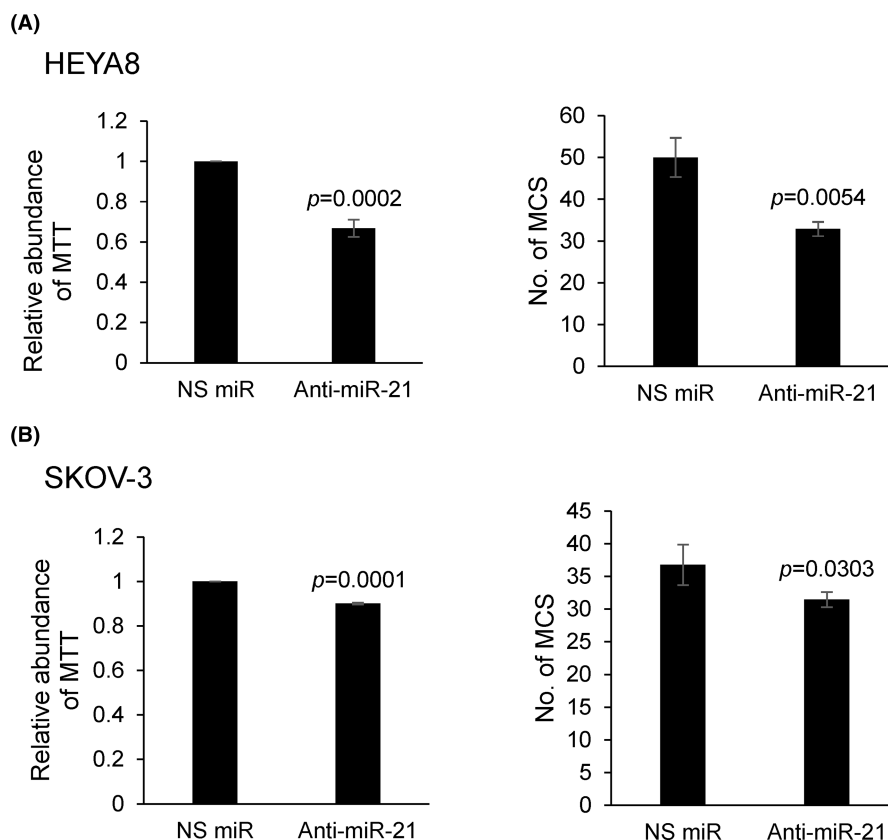 (A)
HEYA8
Relative abundance
of MTT
1.2
1
0.8
0.6
0.4
0.2
0
p=0.0002
NS miR Anti-miR-21
No. of MCS
60
50
40
30
20
10
0
p=0.0054
NS miR Anti-miR-21
(B)
SKOV-3
Relative abundance
of MTT
1.2
1
0.8
0.6
0.4
0.2
0
p=0.0001
NS miR Anti-miR-21
No. of MCS
45
40
35
30
25
20
15
10
5
0
p=0.0303
NS miR Anti-miR-21